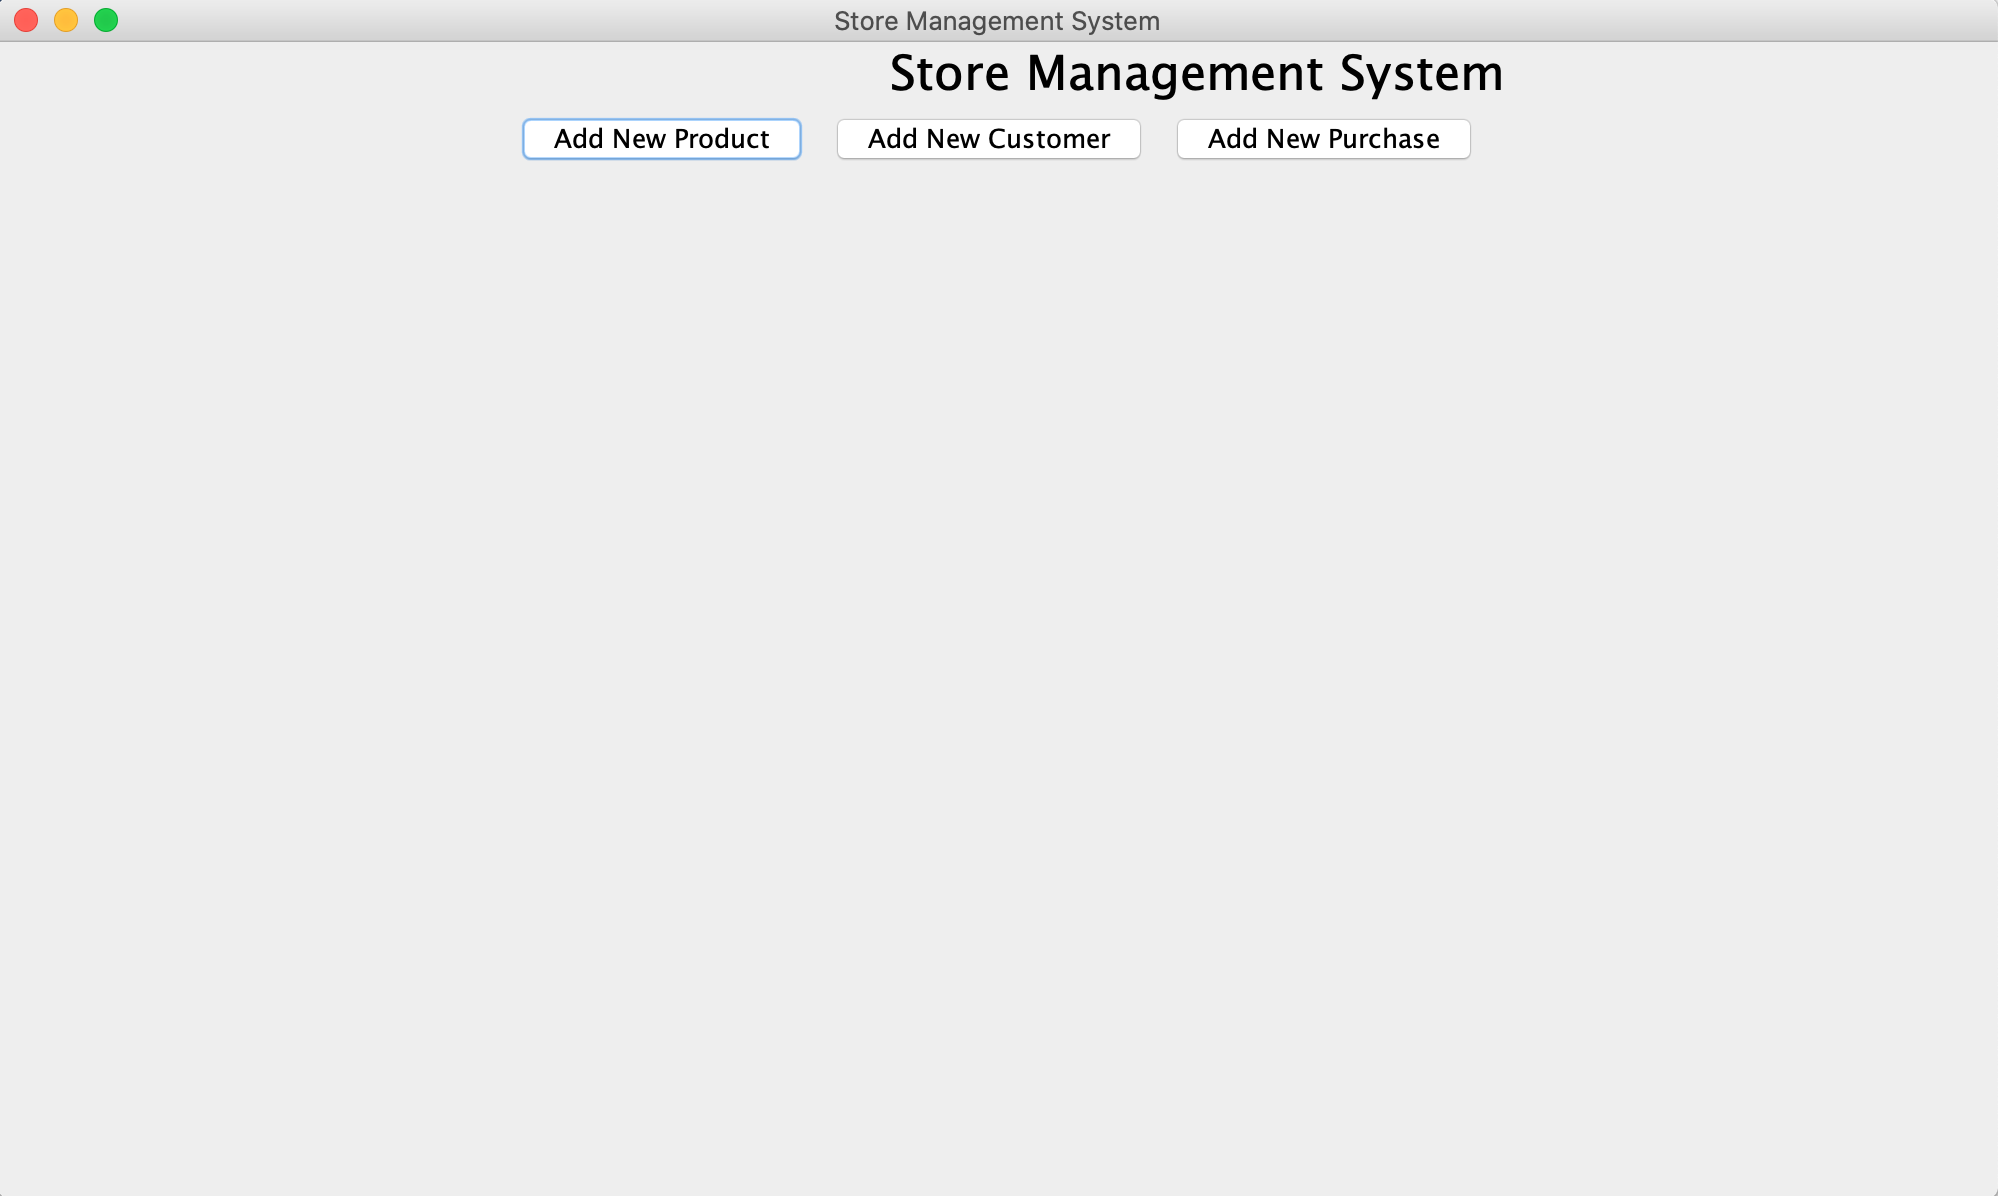 Store Management System
Store Management System
Add New Product
Add New Customer
Add New Purchase